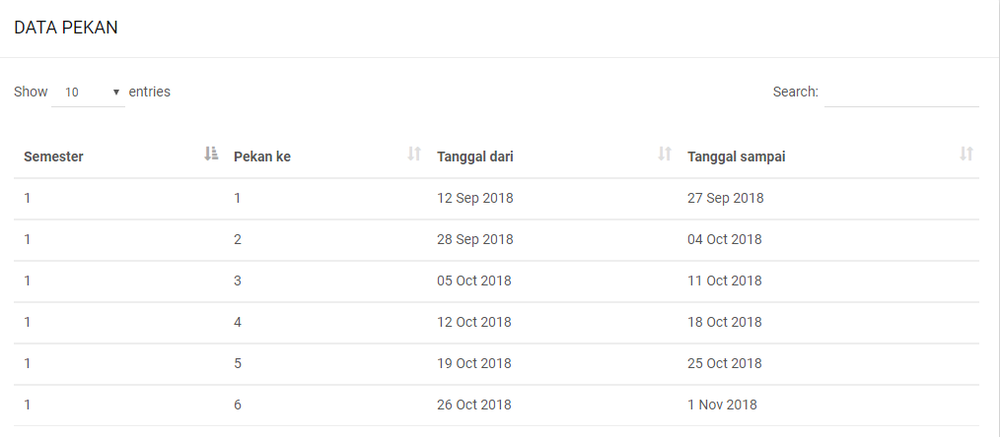 DATA PEKAN
Show 10 entries Search:
Semester Pekan ke Tanggal dari Tanggal sampai
1 1 12 Sep 2018 27 Sep 2018
1 2 28 Sep 2018 04 Oct 2018
1 3 05 Oct 2018 11 Oct 2018
1 4 12 Oct 2018 18 Oct 2018
1 5 19 Oct 2018 25 Oct 2018
1 6 26 Oct 2018 1 Nov 2018